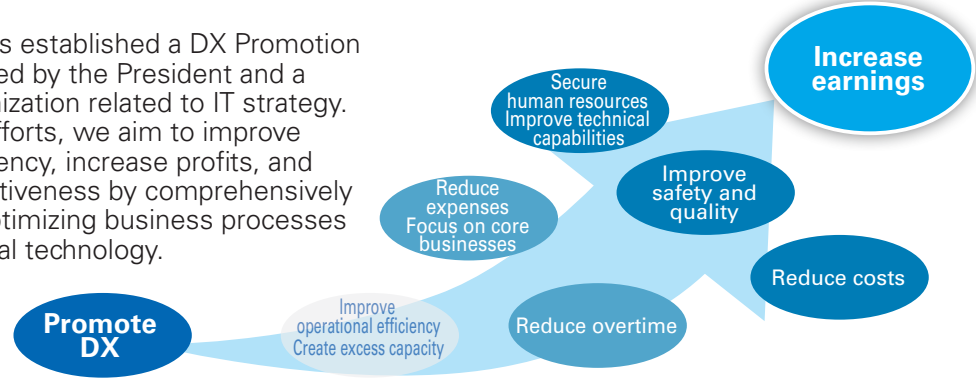 s established a DX Promotion
ed by the President and a
nization related to IT strategy.
fforts, we aim to improve
ency, increase profits, and
tiveness by comprehensively
ptimizing business processes
al technology.
Increase
earnings
Secure
human resources
Improve technical
capabilities
Improve
safety and
quality
Reduce
expenses
Focus on core
businesses
Reduce costs
Improve
operational efficiency
Create excess capacity
Reduce overtime
Promote
DX